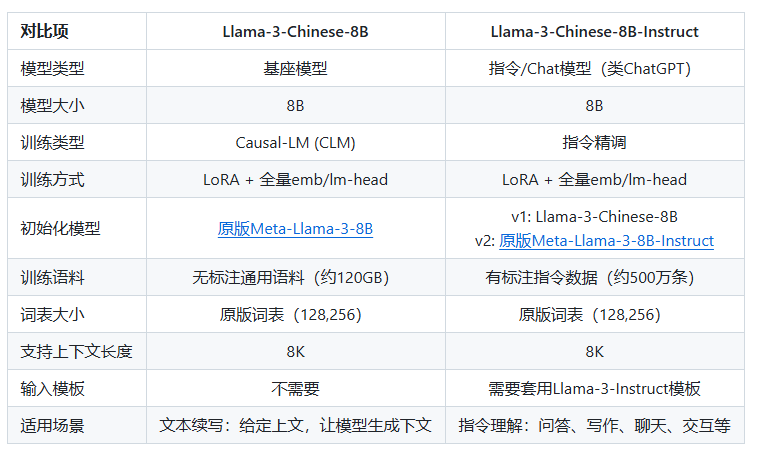 对比项 Llama-3-Chinese-8B Llama-3-Chinese-8B-Instruct
模型类型 基座模型 指令/Chat模型（类ChatGPT）
模型大小 8B 8B
训练类型 Causal-LM (CLM) 指令精调
训练方式 LoRA + 全量emb/lm-head LoRA + 全量emb/lm-head
初始化模型 原版Meta-Llama-3-8B v1: Llama-3-Chinese-8B
v2: 原版Meta-Llama-3-8B-Instruct
训练语料 无标注通用语料（约120GB） 有标注指令数据（约500万条）
词表大小 原版词表（128,256） 原版词表（128,256）
支持上下文长度 8K 8K
输入模板 不需要 需要套用Llama-3-Instruct模板
适用场景 文本续写：给定上文，让模型生成下文 指令理解：问答、写作、聊天、交互等